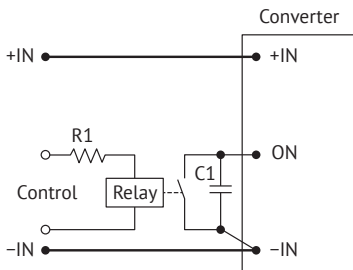 Converter
+IN
+IN
R1
ON
C1
Control
Relay
−IN
−IN